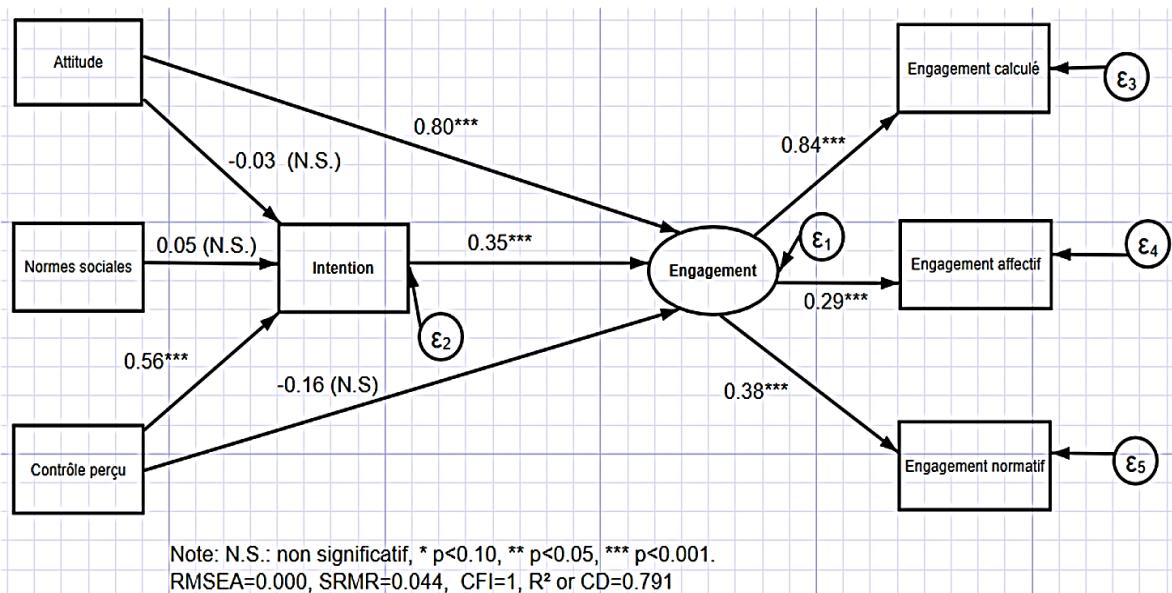 Attitude
Engagement calculé
ε3
0.80***
-0.03 (N.S.)
0.84***
Normes sociales
0.05 (N.S.)
Intention
0.35***
Engagement
ε1
Engagement affectif
ε4
0.29***
ε2
0.56***
-0.16 (N.S)
0.38***
Contrôle perçu
Engagement normatif
ε5
Note: N.S.: non significatif, * p<0.10, ** p<0.05, *** p<0.001.
RMSEA=0.000, SRMR=0.044, CFI=1, R² or CD=0.791